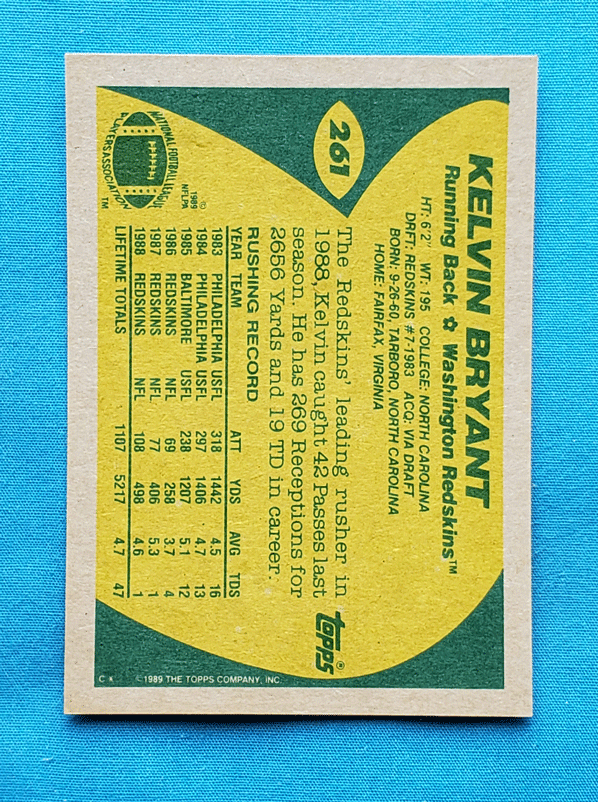 261
KELVIN BRYANT
Running Back ✩ Washington Redskins™
HT: 6'2" WT: 195 COLLEGE: NORTH CAROLINA
DRFT: REDSKINS #7-1983 ACQ: VIA DRAFT
BORN: 9-26-60, TARBORO, NORTH CAROLINA
HOME: FAIRFAX, VIRGINIA
The Redskins' leading rusher in
1988, Kelvin caught 42 Passes last
season. He has 269 Receptions for
2656 Yards and 19 TD in career.
topps®
RUSHING RECORD
YEAR TEAM ATT YDS AVG TDS
1983 PHILADELPHIA USFL 318 1442 4.5 16
1984 PHILADELPHIA USFL 297 1406 4.7 13
1985 BALTIMORE USFL 238 1207 5.1 12
1986 REDSKINS NFL 69 258 3.7 4
1987 REDSKINS NFL 77 406 5.3 1
1988 REDSKINS NFL 108 498 4.6 1
LIFETIME TOTALS 1107 5217 4.7 47
NATIONAL FOOTBALL LEAGUE
PLAYERS ASSOCIATION
TM
©
1989
NFLPA
C* ©1989 THE TOPPS COMPANY, INC.